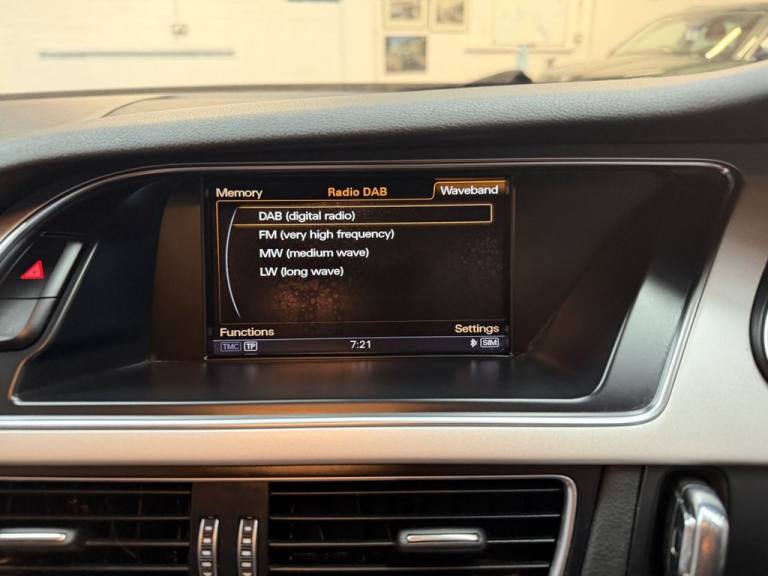 Memory Radio DAB Waveband
DAB (digital radio)
FM (very high frequency)
MW (medium wave)
LW (long wave)
Functions Settings
TMC TP 7:21 SIM